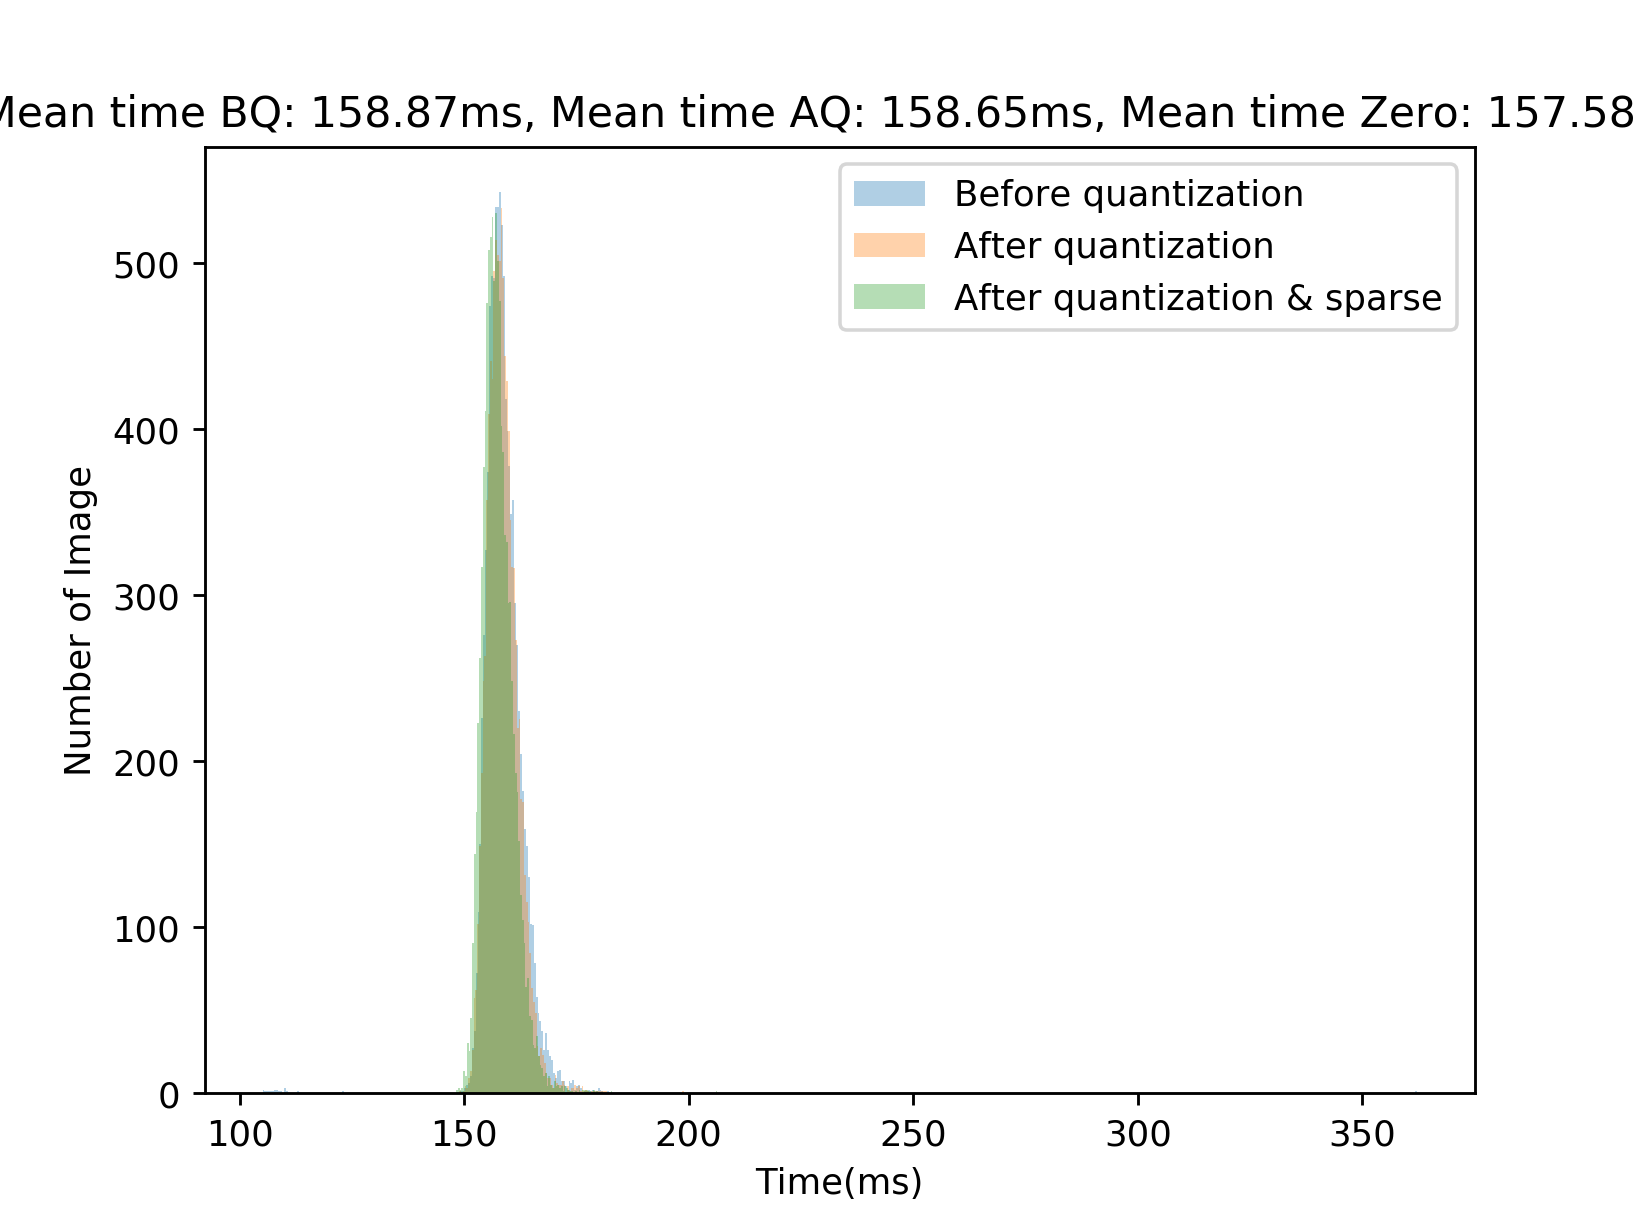 Mean time BQ: 158.87ms, Mean time AQ: 158.65ms, Mean time Zero: 157.58
Before quantization
After quantization
After quantization & sparse
Number of Image
500
400
300
200
100
0
100 150 200 250 300 350
Time(ms)